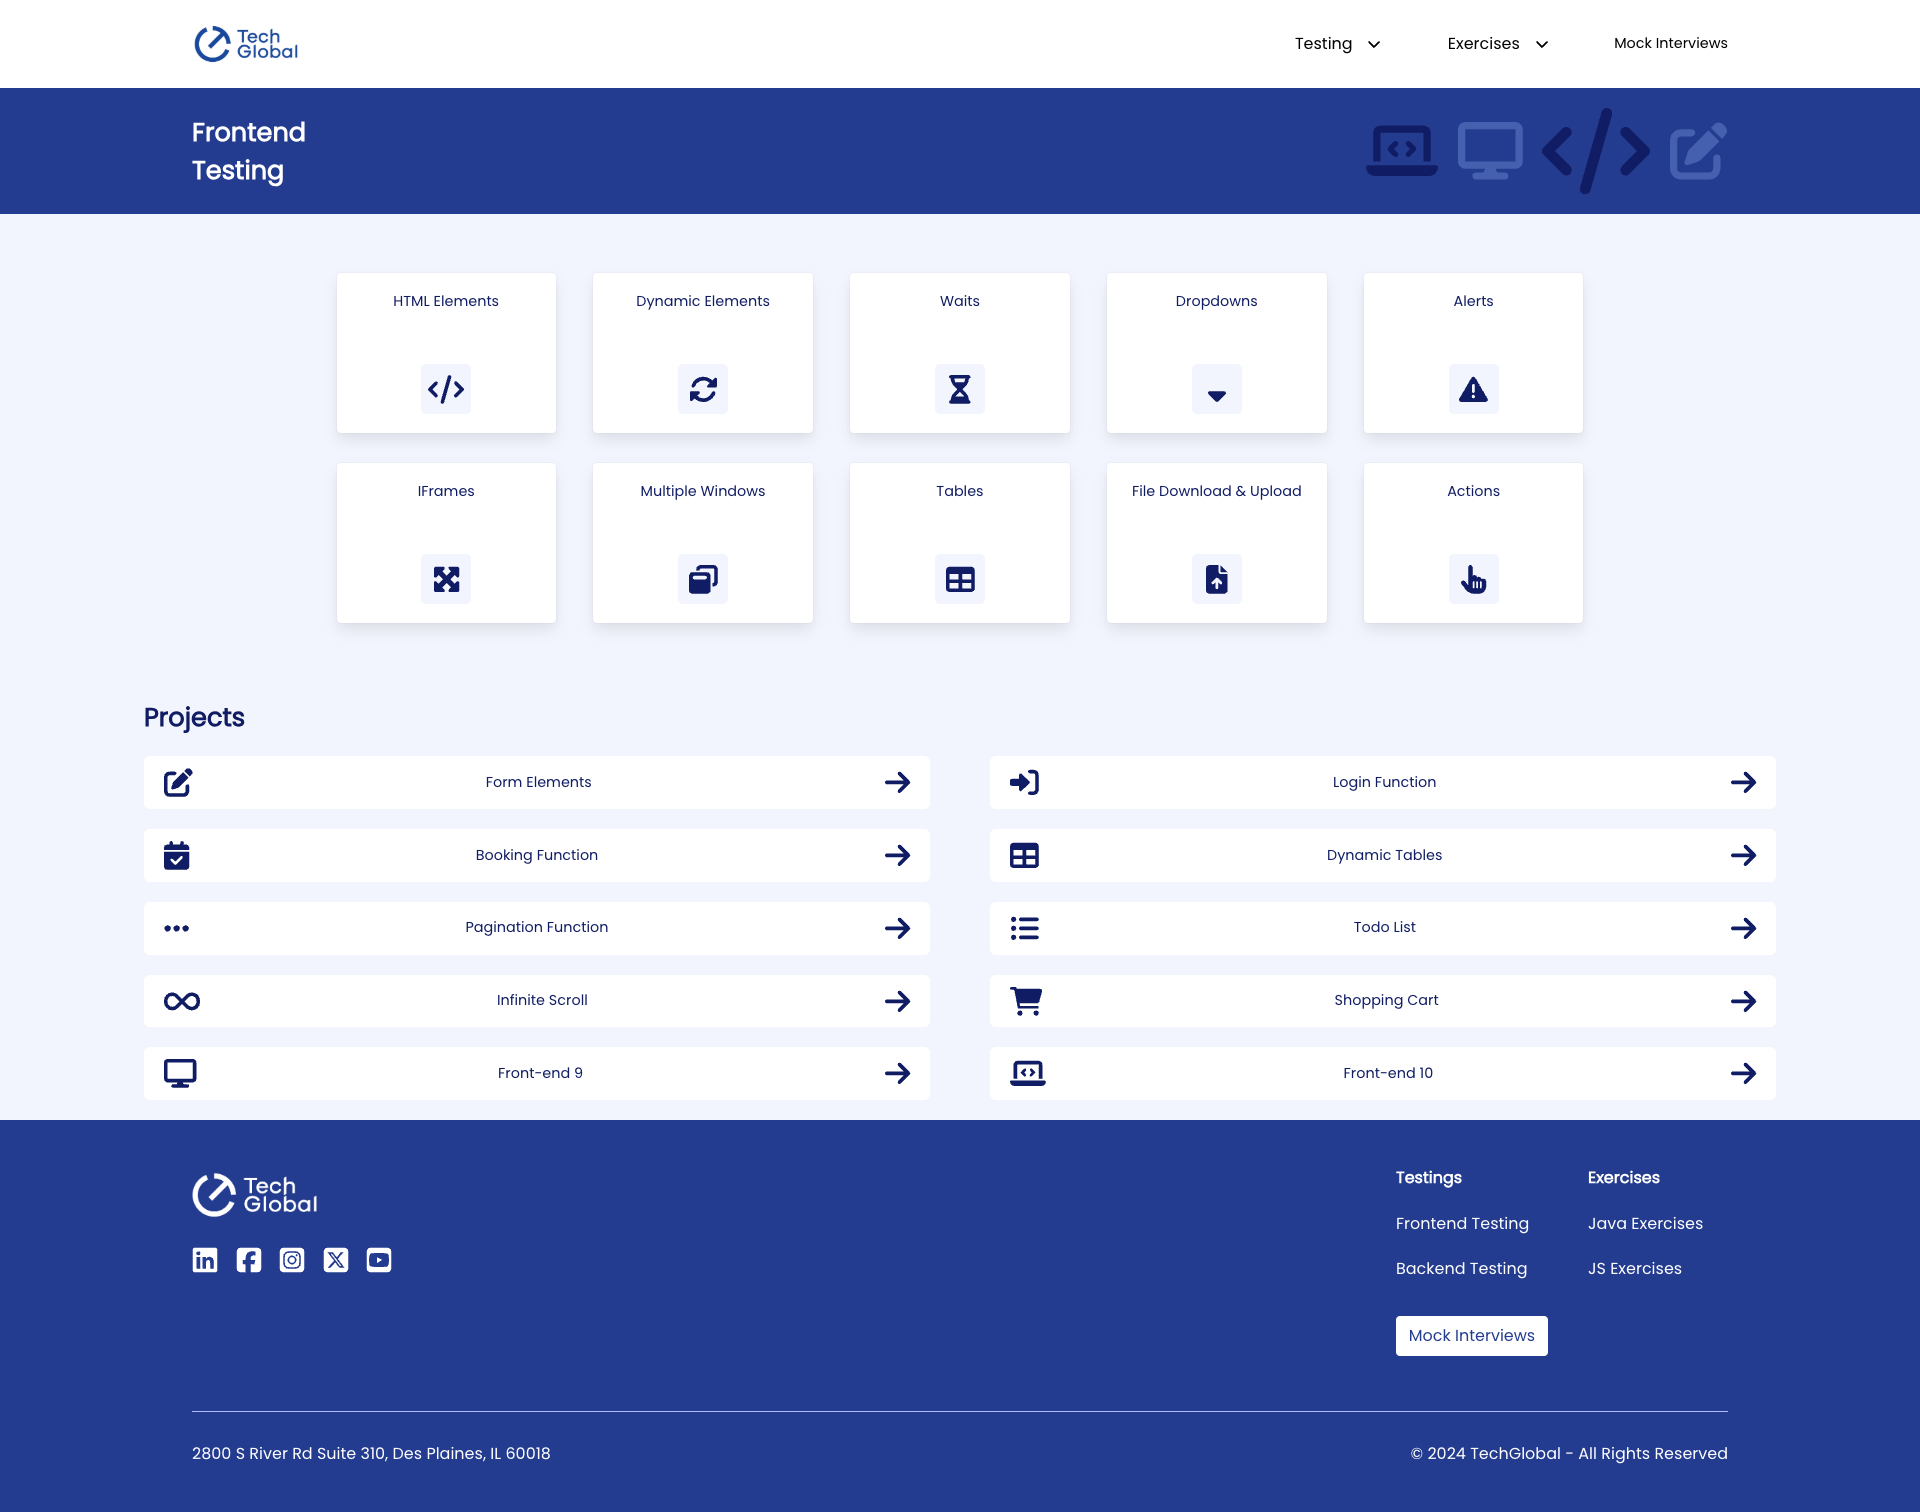 Tech
Global
Testing
Exercises
Mock Interviews
Frontend
Testing
HTML Elements
Dynamic Elements
Waits
Dropdowns
Alerts
IFrames
Multiple Windows
Tables
File Download & Upload
Actions
Projects
Form Elements
Login Function
Booking Function
Dynamic Tables
Pagination Function
Todo List
Infinite Scroll
Shopping Cart
Front-end 9
Front-end 10
Tech
Global
Testings
Frontend Testing
Backend Testing
Mock Interviews
Exercises
Java Exercises
JS Exercises
2800 S River Rd Suite 310, Des Plaines, IL 60018
© 2024 TechGlobal - All Rights Reserved